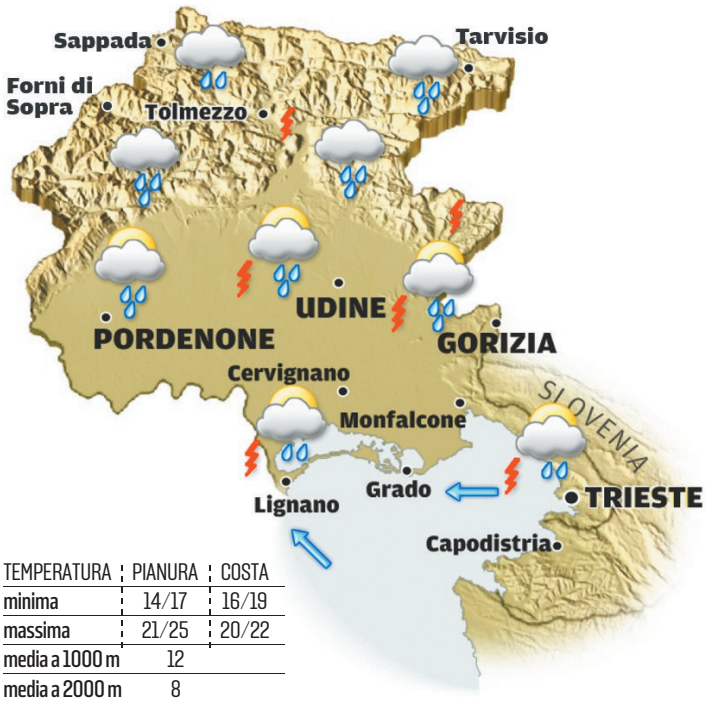 Sappada
Tarvisio
Forni di
Sopra
Tolmezzo
UDINE
PORDENONE
GORIZIA
Cervignano
Monfalcone
SLOVENIA
Grado
Lignano
TRIESTE
Capodistria
TEMPERATURA PIANURA COSTA
minima 14/17 16/19
massima 21/25 20/22
media a 1000 m 12
media a 2000 m 8